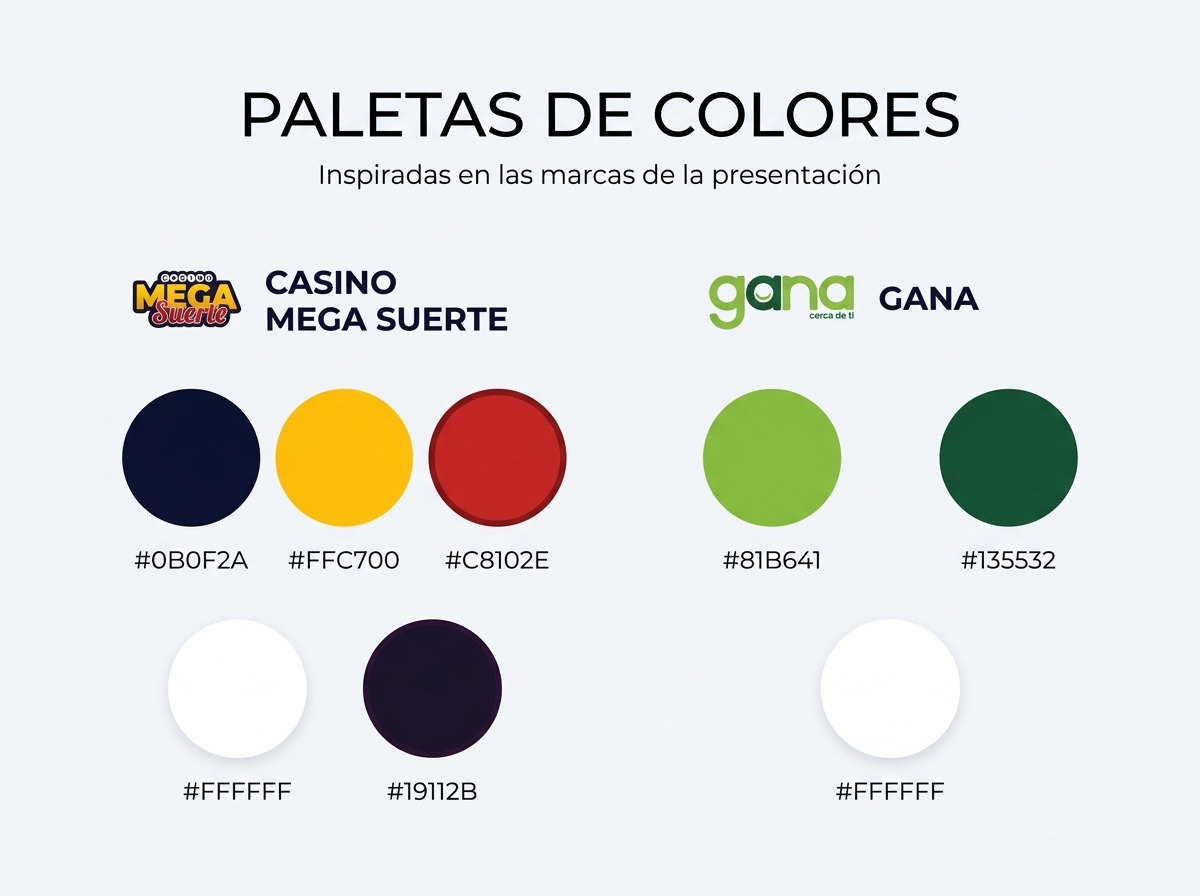 PALETAS DE COLORES
Inspiradas en las marcas de la presentación
MEGA
Suerte
CASINO
MEGA SUERTE
gana
cerca de ti
GANA
#0B0F2A
#FFC700
#C8102E
#81B641
#135532
#FFFFFF
#19112B
#FFFFFF